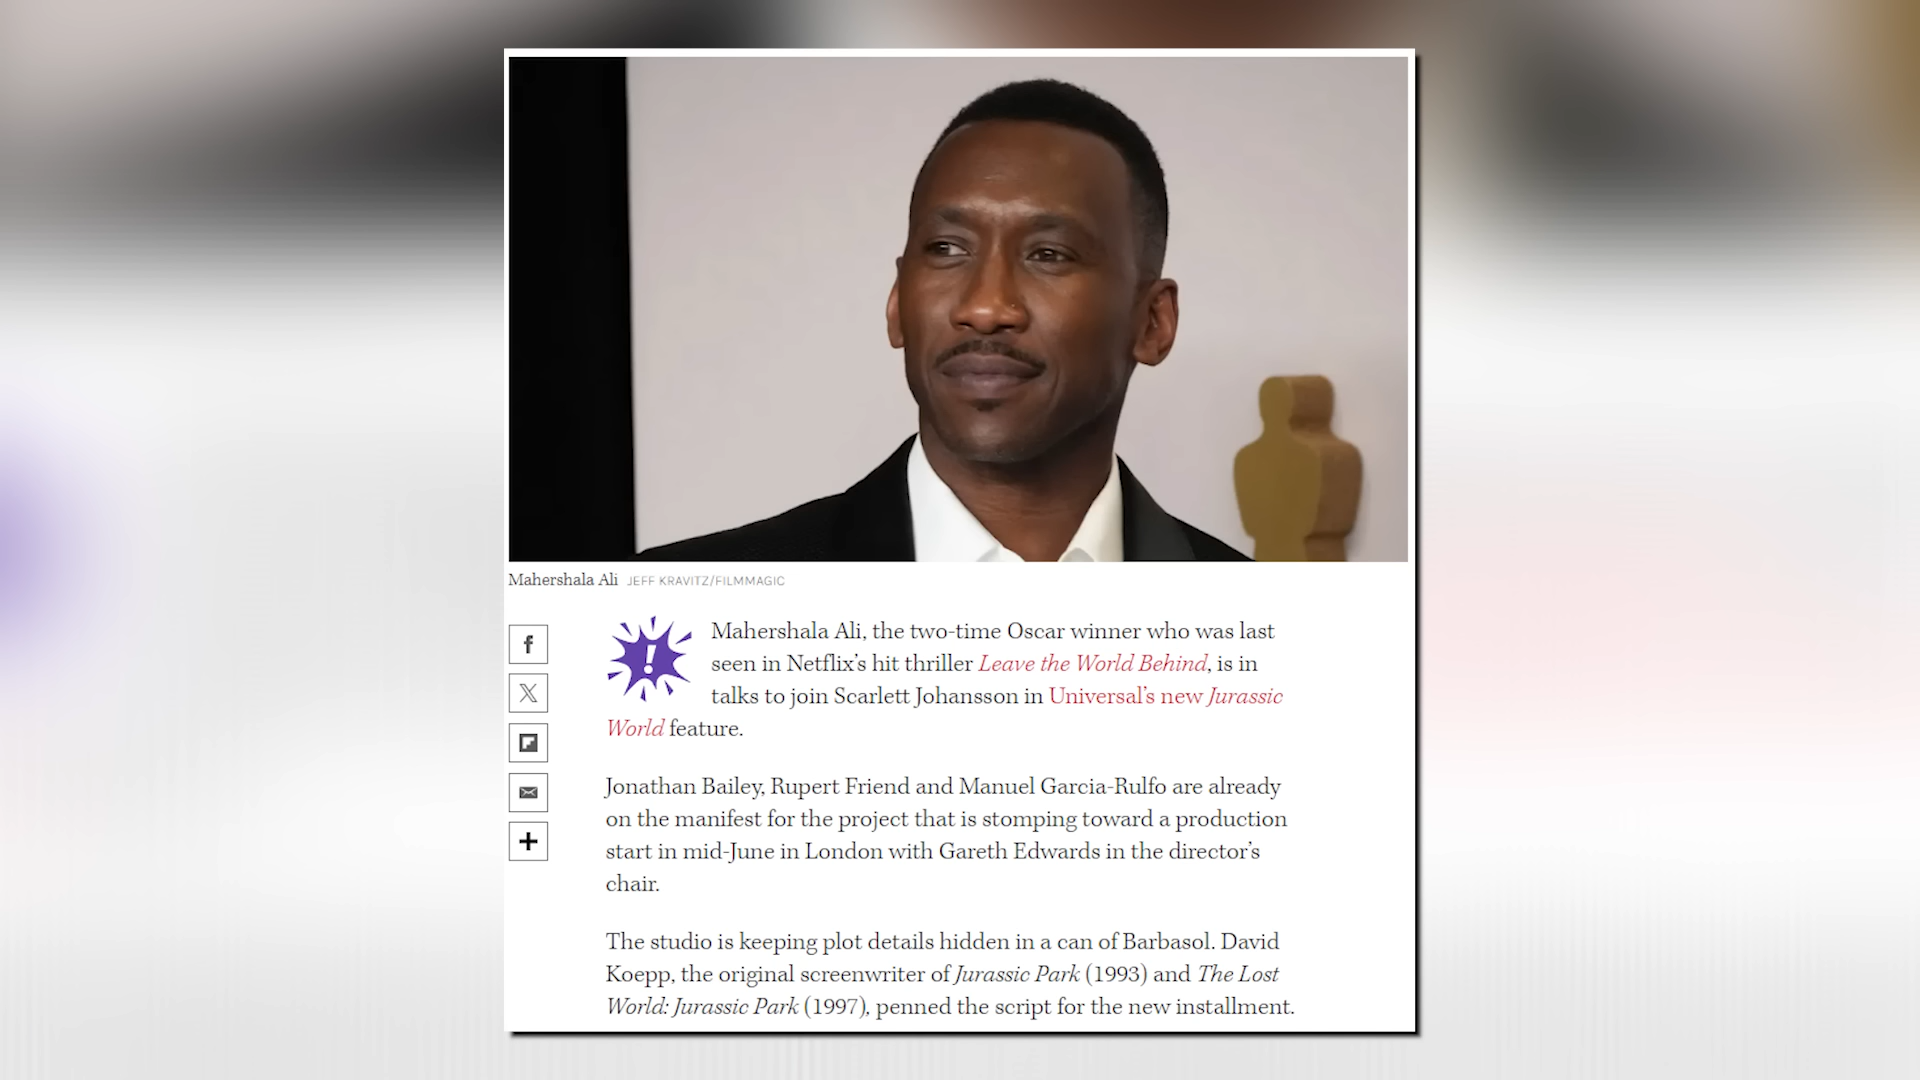 Mahershala Ali JEFF KRAVITZ/FILMMAGIC
Mahershala Ali, the two-time Oscar winner who was last
seen in Netflix’s hit thriller Leave the World Behind, is in
talks to join Scarlett Johansson in Universal’s new Jurassic
World feature.
Jonathan Bailey, Rupert Friend and Manuel Garcia-Rulfo are already
on the manifest for the project that is stomping toward a production
start in mid-June in London with Gareth Edwards in the director’s
chair.
The studio is keeping plot details hidden in a can of Barbasol. David
Koepp, the original screenwriter of Jurassic Park (1993) and The Lost
World: Jurassic Park (1997), penned the script for the new installment.